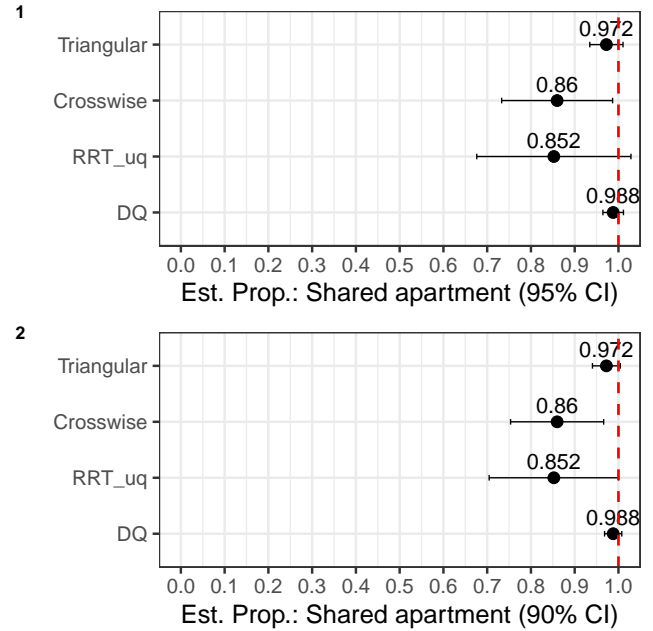 1
Triangular
0.972
Crosswise
0.86
RRT_uq
0.852
DQ
0.988
0.0 0.1 0.2 0.3 0.4 0.5 0.6 0.7 0.8 0.9 1.0
Est. Prop.: Shared apartment (95% CI)
2
Triangular
0.972
Crosswise
0.86
RRT_uq
0.852
DQ
0.988
0.0 0.1 0.2 0.3 0.4 0.5 0.6 0.7 0.8 0.9 1.0
Est. Prop.: Shared apartment (90% CI)